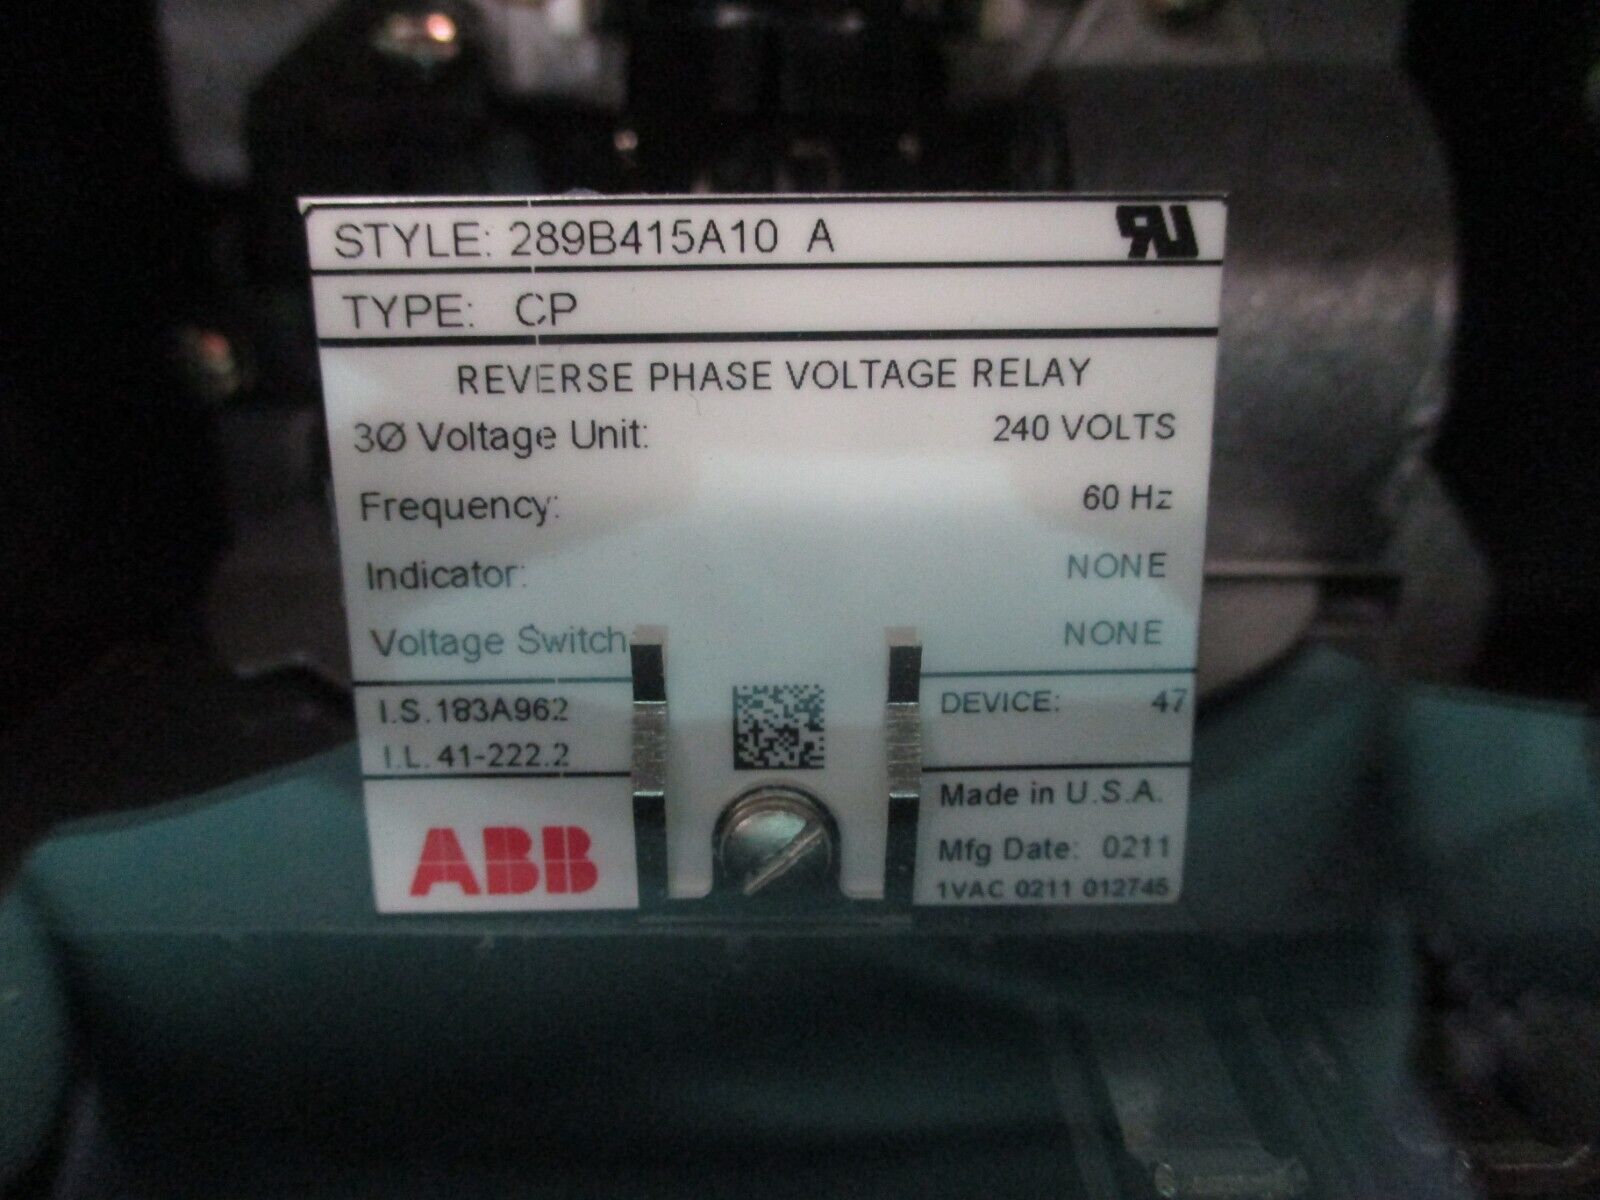 STYLE: 289B415A10 A
TYPE: CP
REVERSE PHASE VOLTAGE RELAY
3Ø Voltage Unit: 240 VOLTS
Frequency: 60 Hz
Indicator: NONE
Voltage Switch NONE
I.S. 183A962
I.L. 41-222.2
DEVICE: 47
ABB
Made in U.S.A.
Mfg Date: 0211
1VAC 0211 012745